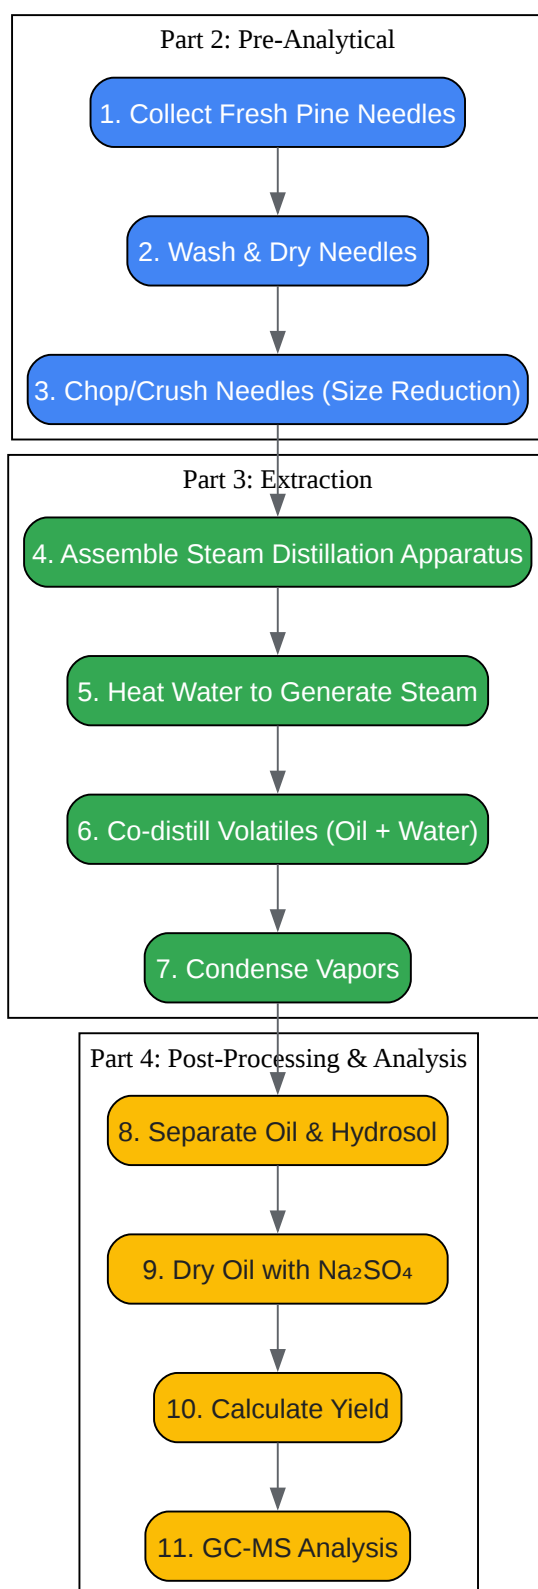 Part 2: Pre-Analytical
1. Collect Fresh Pine Needles
2. Wash & Dry Needles
3. Chop/Crush Needles (Size Reduction)
Part 3: Extraction
4. Assemble Steam Distillation Apparatus
5. Heat Water to Generate Steam
6. Co-distill Volatiles (Oil + Water)
7. Condense Vapors
Part 4: Post-Processing & Analysis
8. Separate Oil & Hydrosol
9. Dry Oil with Na₂SO₄
10. Calculate Yield
11. GC-MS Analysis